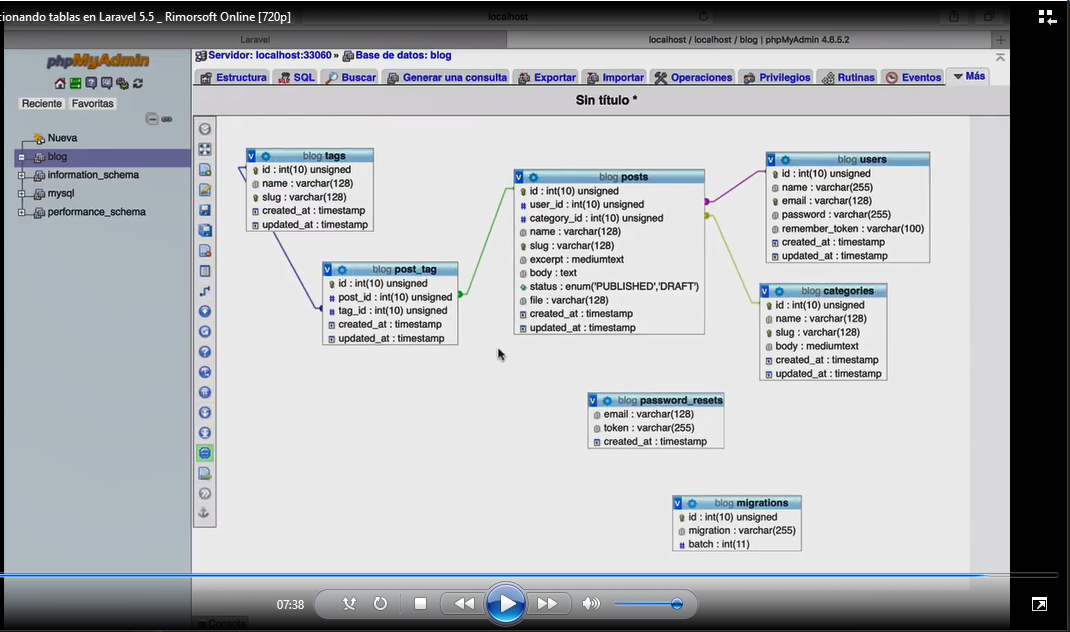 cionando tablas en Laravel 5.5 _ Rimorsoft Online [720p]
localhost
Laravel
localhost / localhost / blog | phpMyAdmin 4.6.5.2
phpMyAdmin
Reciente Favoritas
Nueva
blog
information_schema
mysql
performance_schema
Servidor: localhost:33060 » Base de datos: blog
Estructura SQL Buscar Generar una consulta Exportar Importar Operaciones Privilegios Rutinas Eventos Más
Sin título *
blog tags
id : int(10) unsigned
name : varchar(128)
slug : varchar(128)
created_at : timestamp
updated_at : timestamp
blog post_tag
id : int(10) unsigned
post_id : int(10) unsigned
tag_id : int(10) unsigned
created_at : timestamp
updated_at : timestamp
blog posts
id : int(10) unsigned
user_id : int(10) unsigned
category_id : int(10) unsigned
name : varchar(128)
slug : varchar(128)
excerpt : mediumtext
body : text
status : enum('PUBLISHED','DRAFT')
file : varchar(128)
created_at : timestamp
updated_at : timestamp
blog users
id : int(10) unsigned
name : varchar(255)
email : varchar(128)
password : varchar(255)
remember_token : varchar(100)
created_at : timestamp
updated_at : timestamp
blog categories
id : int(10) unsigned
name : varchar(128)
slug : varchar(128)
body : mediumtext
created_at : timestamp
updated_at : timestamp
blog password_resets
email : varchar(128)
token : varchar(255)
created_at : timestamp
blog migrations
id : int(10) unsigned
migration : varchar(255)
batch : int(11)
07:38
Consola